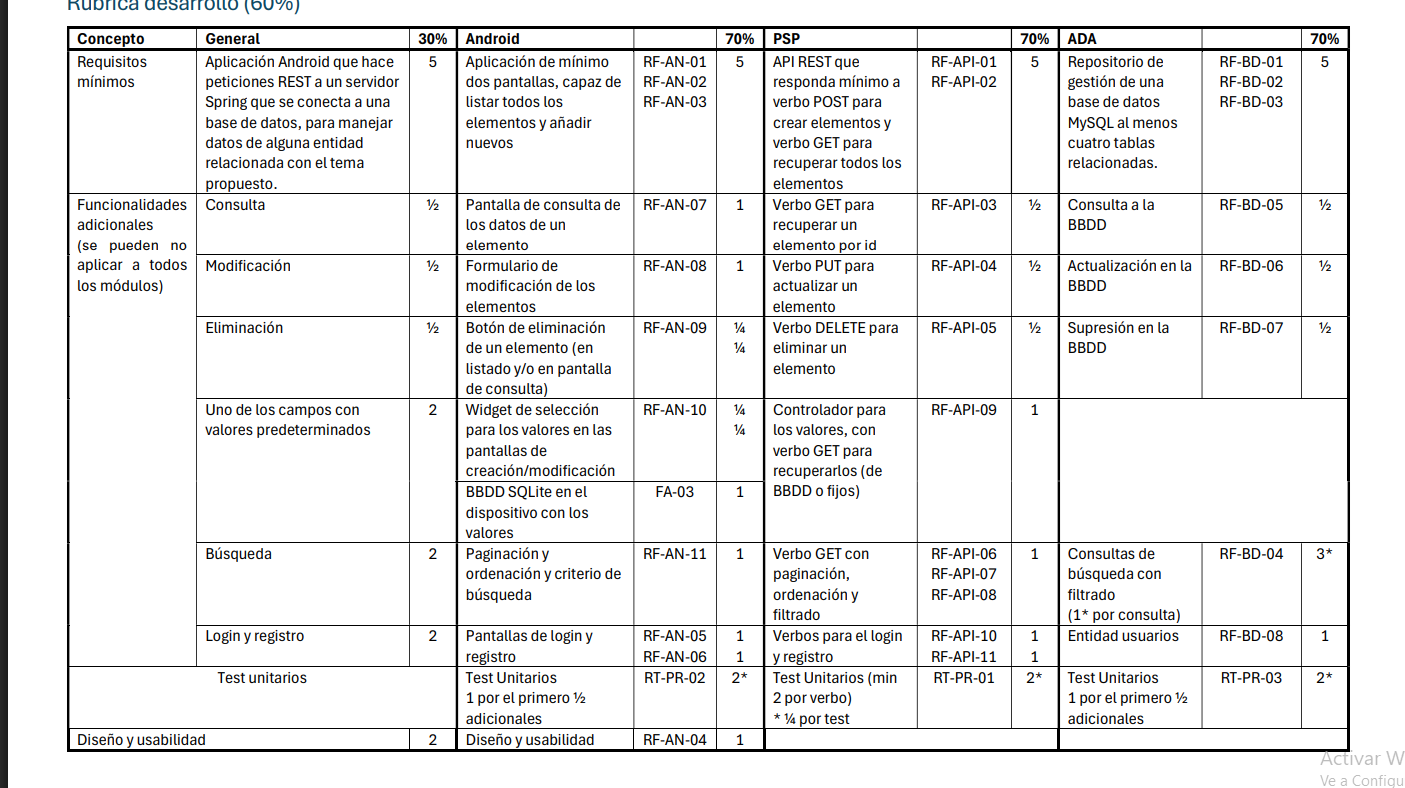 Rúbrica desarrollo (60%)
Concepto General 30% Android 70% PSP 70% ADA 70%
Requisitos
mínimos
Aplicación Android que hace
peticiones REST a un servidor
Spring que se conecta a una
base de datos, para manejar
datos de alguna entidad
relacionada con el tema
propuesto.
5
Aplicación de mínimo
dos pantallas, capaz de
listar todos los
elementos y añadir
nuevos
RF-AN-01
RF-AN-02
RF-AN-03
5
API REST que
responda mínimo a
verbo POST para
crear elementos y
verbo GET para
recuperar todos los
elementos
RF-API-01
RF-API-02
5
Repositorio de
gestión de una
base de datos
MySQL al menos
cuatro tablas
relacionadas.
RF-BD-01
RF-BD-02
RF-BD-03
5
Funcionalidades
adicionales
(se pueden no
aplicar a todos
los módulos)
Consulta
½
Pantalla de consulta de
los datos de un
elemento
RF-AN-07
1
Verbo GET para
recuperar un
elemento por id
RF-API-03
½
Consulta a la
BBDD
RF-BD-05
½
Modificación
½
Formulario de
modificación de los
elementos
RF-AN-08
1
Verbo PUT para
actualizar un
elemento
RF-API-04
½
Actualización en la
BBDD
RF-BD-06
½
Eliminación
½
Botón de eliminación
de un elemento (en
listado y/o en pantalla
de consulta)
RF-AN-09
¼
¼
Verbo DELETE para
eliminar un
elemento
RF-API-05
½
Supresión en la
BBDD
RF-BD-07
½
Uno de los campos con
valores predeterminados
2
Widget de selección
para los valores en las
pantallas de
creación/modificación
RF-AN-10
¼
¼
Controlador para
los valores, con
verbo GET para
recuperarlos (de
BBDD o fijos)
RF-API-09
1
BBDD SQLite en el
dispositivo con los
valores
FA-03
1
Búsqueda
2
Paginación y
ordenación y criterio de
búsqueda
RF-AN-11
1
Verbo GET con
paginación,
ordenación y
filtrado
RF-API-06
RF-API-07
RF-API-08
1
Consultas de
búsqueda con
filtrado
(1* por consulta)
RF-BD-04
3*
Login y registro
2
Pantallas de login y
registro
RF-AN-05
RF-AN-06
1
1
Verbos para el login
y registro
RF-API-10
RF-API-11
1
1
Entidad usuarios
RF-BD-08
1
Test unitarios
Test Unitarios
1 por el primero ½
adicionales
RT-PR-02
2*
Test Unitarios (min
2 por verbo)
* ¼ por test
RT-PR-01
2*
Test Unitarios
1 por el primero ½
adicionales
RT-PR-03
2*
Diseño y usabilidad
2
Diseño y usabilidad
RF-AN-04
1
Activar W
Ve a Configu